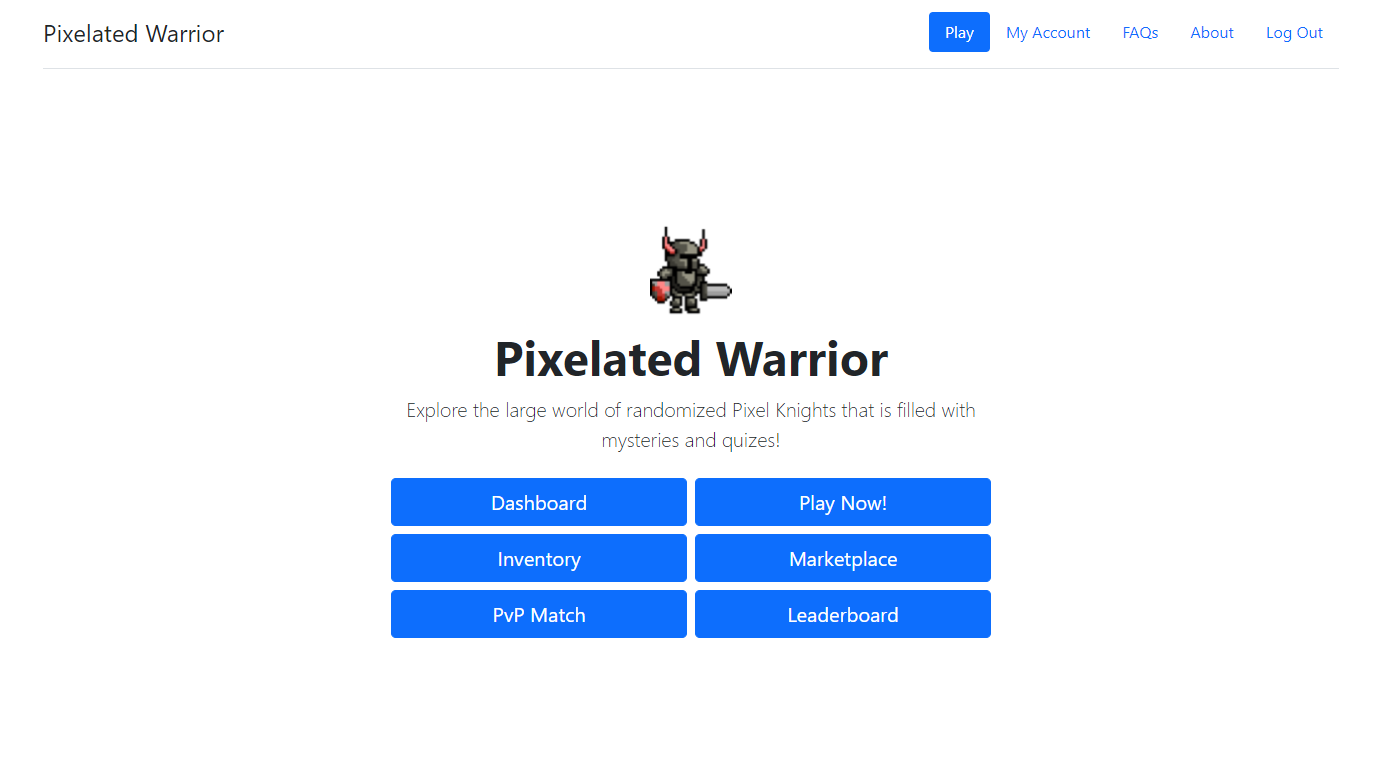 Pixelated Warrior
Play
My Account
FAQs
About
Log Out
Pixelated Warrior
Explore the large world of randomized Pixel Knights that is filled with
mysteries and quizes!
Dashboard
Play Now!
Inventory
Marketplace
PvP Match
Leaderboard